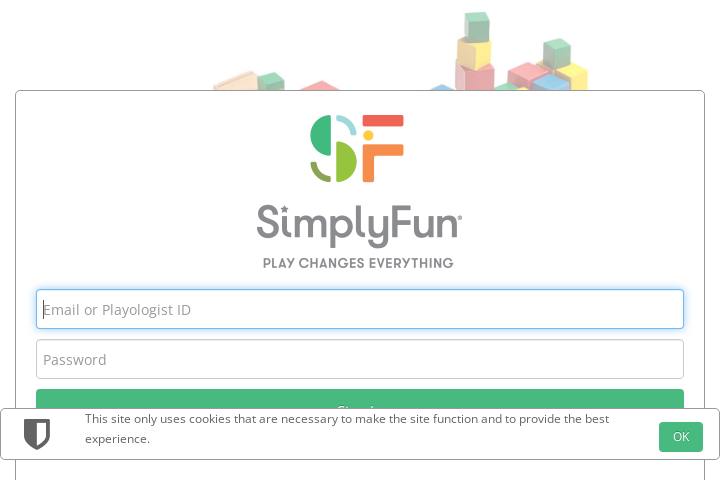 SF
SimplyFun®
PLAY CHANGES EVERYTHING
Email or Playologist ID
Password
This site only uses cookies that are necessary to make the site function and to provide the best
experience.
OK